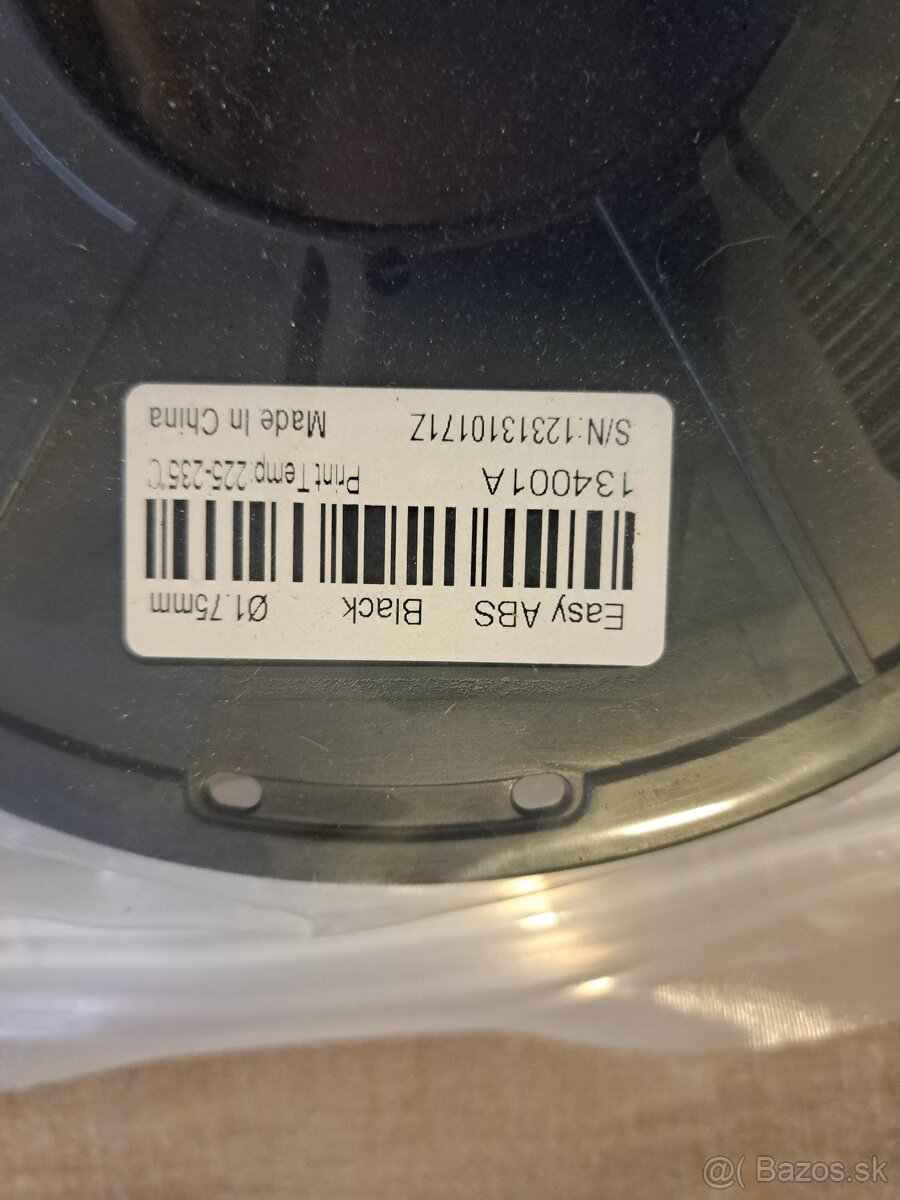 Easy ABS Black Ø1.75mm
134001A Print Temp:225-235℃
S/N:1231310171Z Made In China
@( Bazos.sk